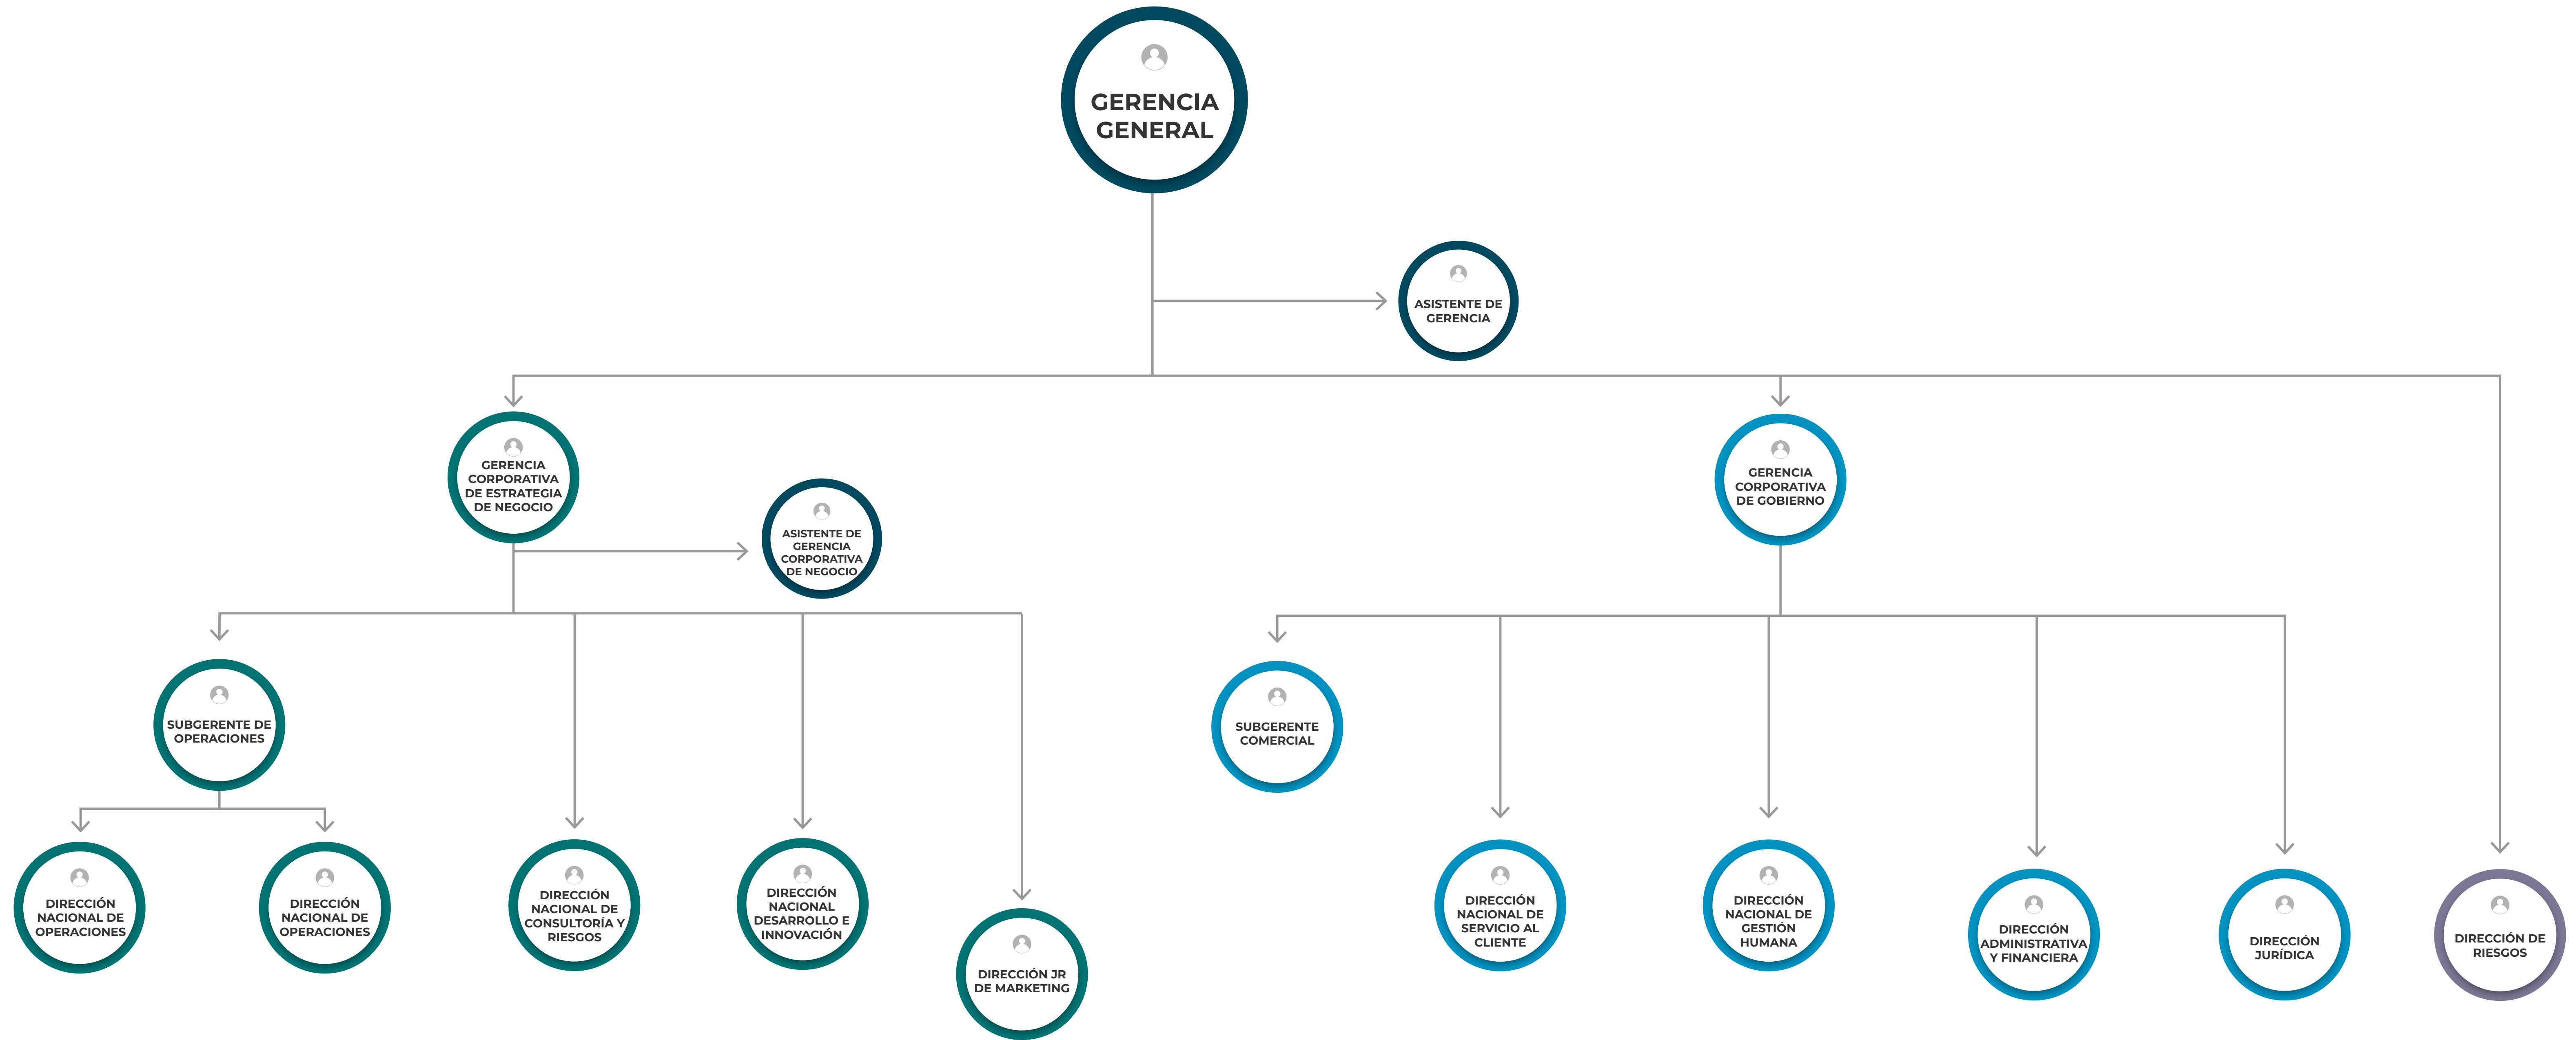 GERENCIA
GENERAL
ASISTENTE DE
GERENCIA
GERENCIA
CORPORATIVA
DE ESTRATEGIA
DE NEGOCIO
ASISTENTE DE
GERENCIA
CORPORATIVA
DE NEGOCIO
GERENCIA
CORPORATIVA
DE GOBIERNO
SUBGERENTE DE
OPERACIONES
SUBGERENTE
COMERCIAL
DIRECCIÓN
NACIONAL DE
OPERACIONES
DIRECCIÓN
NACIONAL DE
OPERACIONES
DIRECCIÓN
NACIONAL DE
CONSULTORÍA Y
RIESGOS
DIRECCIÓN
NACIONAL
DESARROLLO E
INNOVACIÓN
DIRECCIÓN JR
DE MARKETING
DIRECCIÓN
NACIONAL DE
SERVICIO AL
CLIENTE
DIRECCIÓN
NACIONAL DE
GESTIÓN
HUMANA
DIRECCIÓN
ADMINISTRATIVA
Y FINANCIERA
DIRECCIÓN
JURÍDICA
DIRECCIÓN DE
RIESGOS